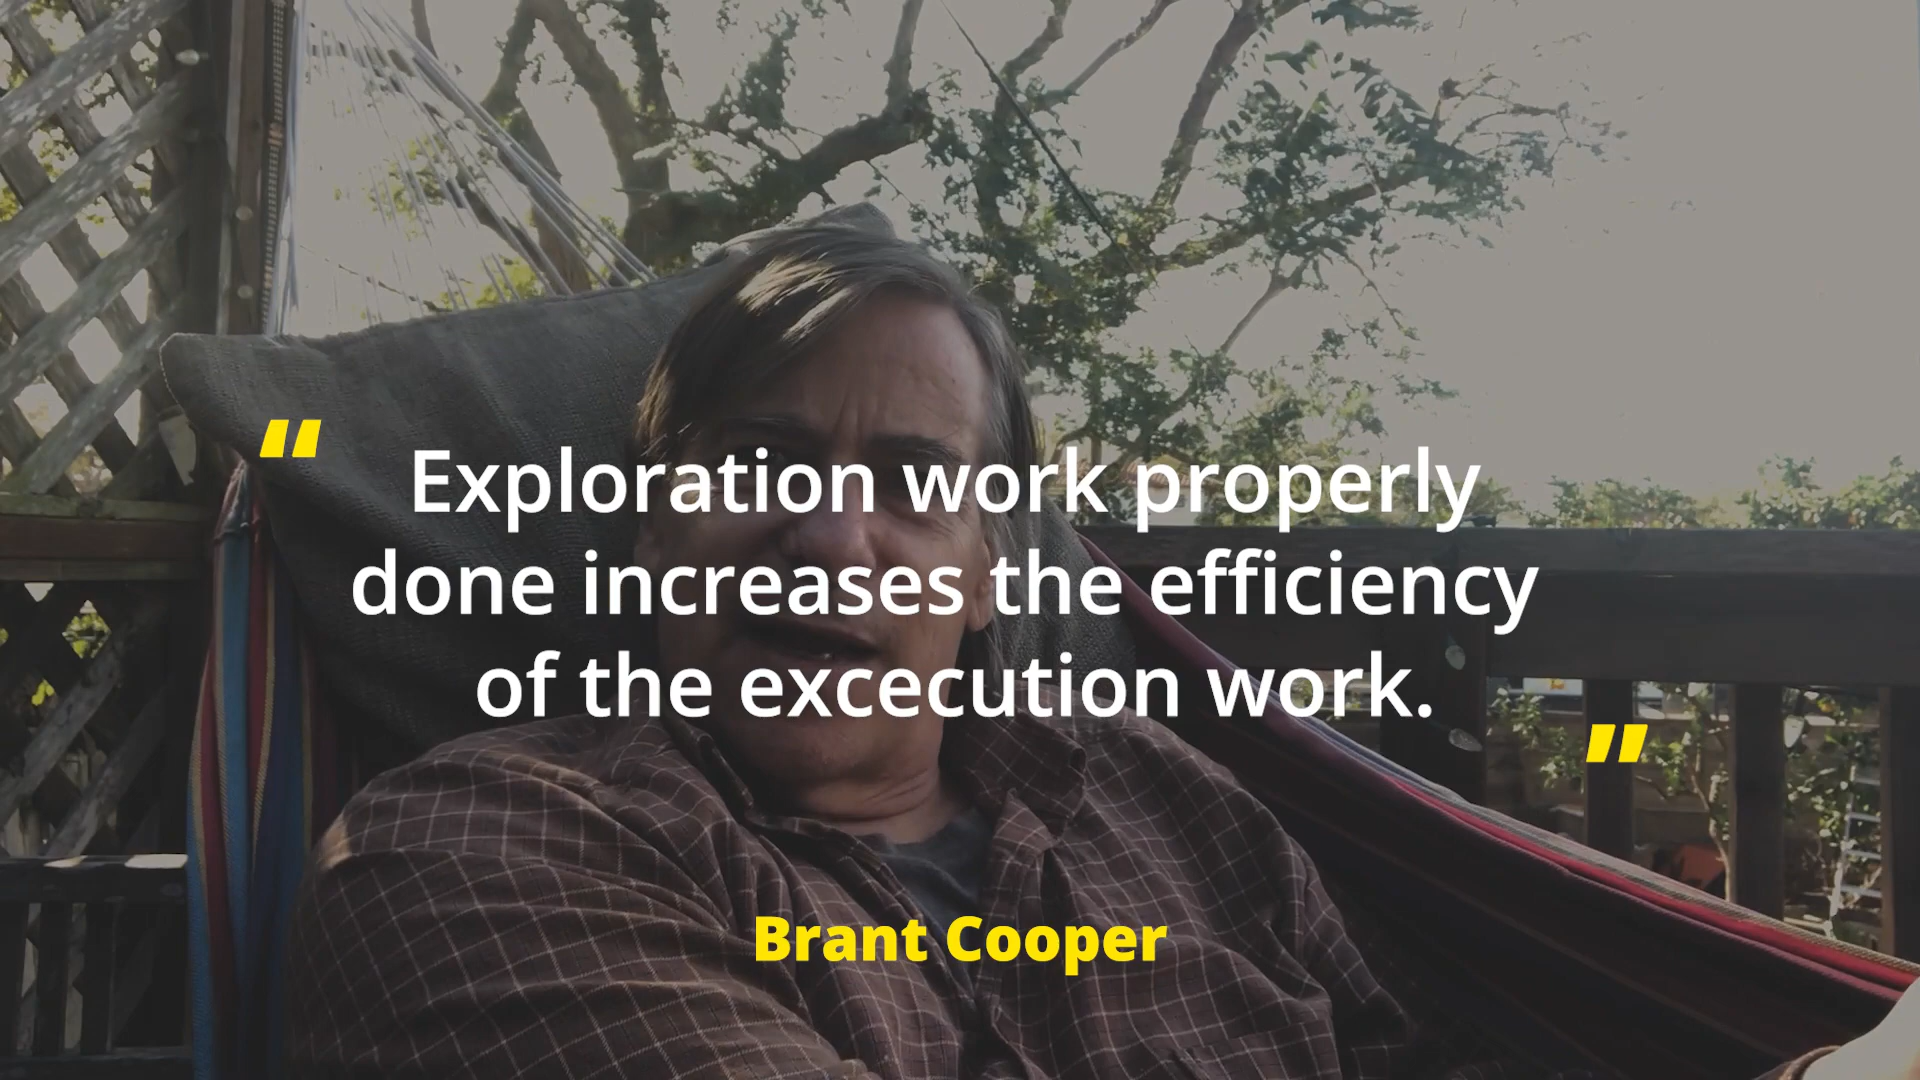 “ Exploration work properly
done increases the efficiency
of the excecution work. ”
Brant Cooper